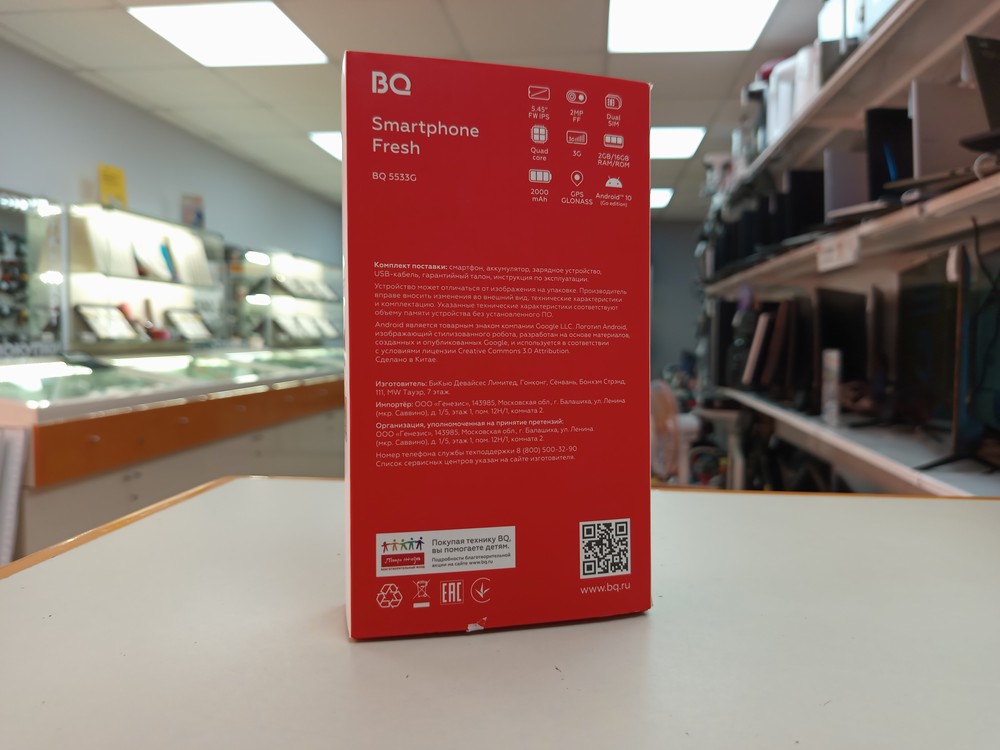 BQ
Smartphone
Fresh
BQ 5533G
5.45"
FW IPS
2MP
FF
Dual
SIM
Quad
core
3G
2GB/16GB
RAM/ROM
2000
mAh
GPS
GLONASS
Android™ 10
(Go edition)
Комплект поставки: смартфон, аккумулятор, зарядное устройство,
USB-кабель, гарантийный талон, инструкция по эксплуатации.
Устройство может отличаться от изображения на упаковке. Производитель
вправе вносить изменения во внешний вид, технические характеристики
и комплектацию. Указанные технические характеристики соответствуют
объему памяти устройства без установленного ПО.
Android является товарным знаком компании Google LLC. Логотип Android,
изображающий стилизованного робота, разработан на основе материалов,
созданных и опубликованных Google, и используется в соответствии
с условиями лицензии Creative Commons 3.0 Attribution.
Сделано в Китае.
Изготовитель: БиКью Девайсес Лимитед, Гонконг, Сёнвань, Бонхэм Стрэнд,
111, MW Тауэр, 7 этаж.
Импортёр: ООО «Генезис», 143985, Московская обл., г. Балашиха, ул. Ленина
(мкр. Саввино), д. 1/5, этаж 1, пом. 12Н/1, комната 2.
Организация, уполномоченная на принятие претензий:
ООО «Генезис», 143985, Московская обл., г. Балашиха, ул. Ленина
(мкр. Саввино), д. 1/5, этаж 1, пом. 12Н/1, комната 2.
Номер телефона службы техподдержки 8 (800) 500-32-90
Список сервисных центров указан на сайте изготовителя.
Покупая технику BQ,
вы помогаете детям.
Подробности благотворительной
акции на сайте www.bq.ru
EAC
www.bq.ru